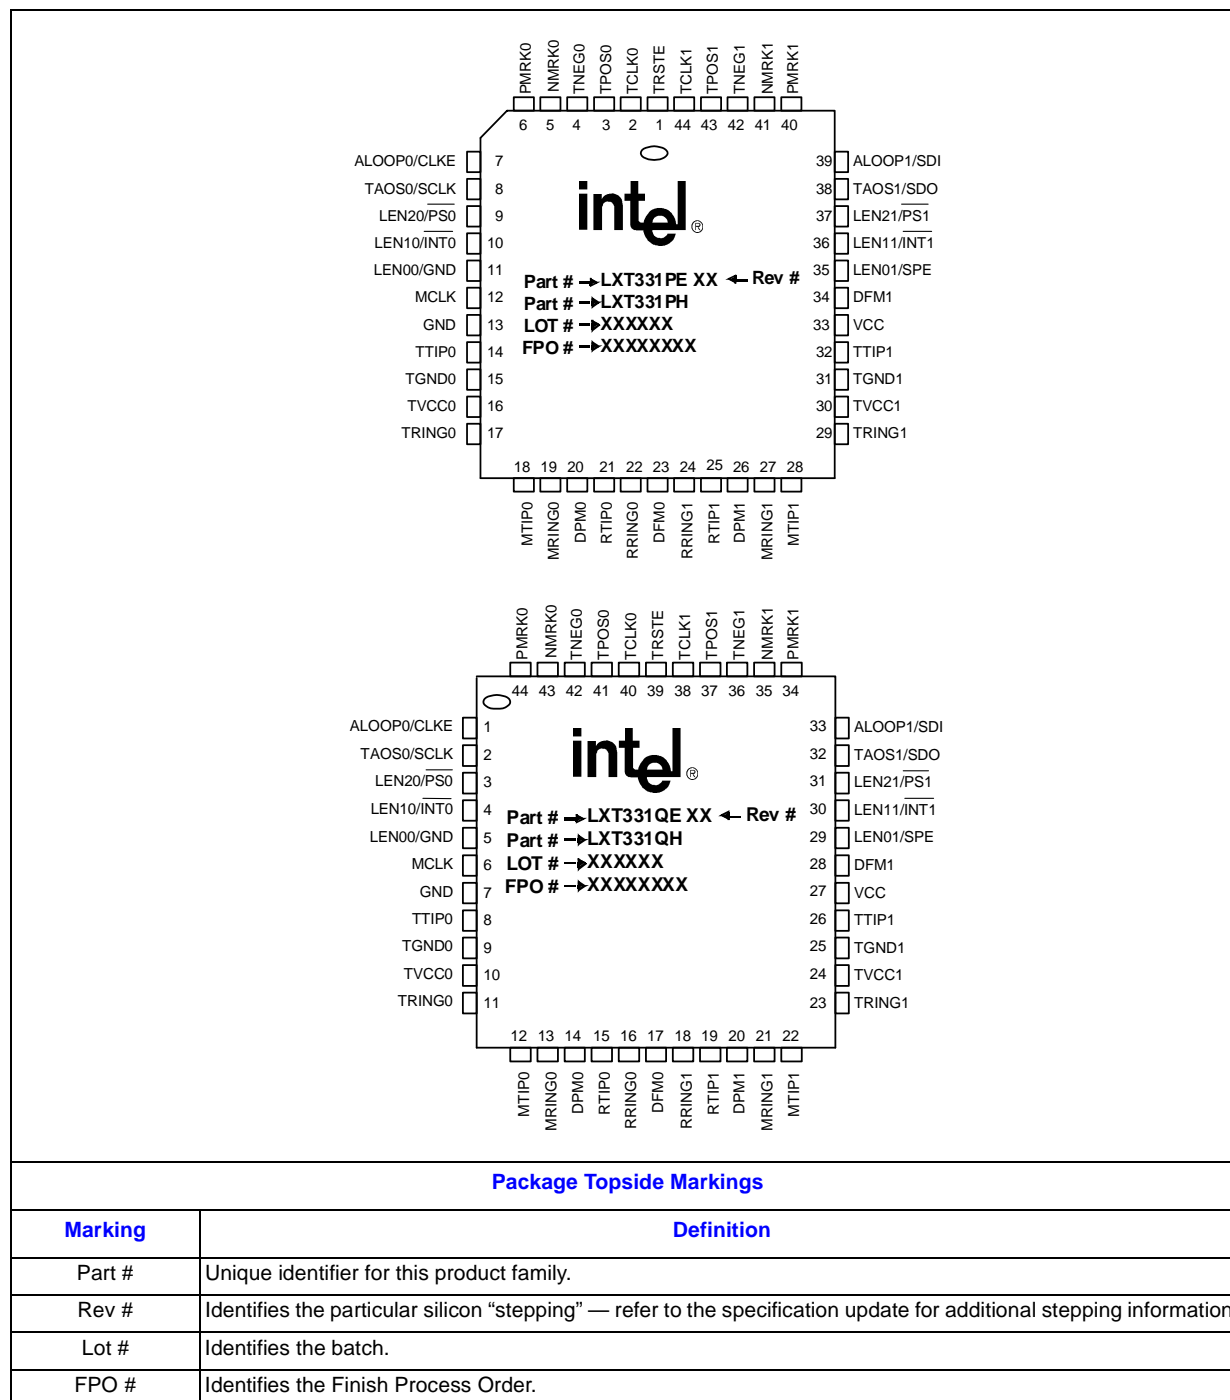 PMRK0 NMRK0 TNEG0 TPOS0 TCLK0 TRSTE TCLK1 TPOS1 TNEG1 NMRK1 PMRK1
6 5 4 3 2 1 44 43 42 41 40
ALOOP0/CLKE 7 39 ALOOP1/SDI
TAOS0/SCLK 8 38 TAOS1/SDO
LEN20/PS0 9 37 LEN21/PS1
LEN10/INT0 10 36 LEN11/INT1
LEN00/GND 11 35 LEN01/SPE
MCLK 12 34 DFM1
GND 13 33 VCC
TTIP0 14 32 TTIP1
TGND0 15 31 TGND1
TVCC0 16 30 TVCC1
TRING0 17 29 TRING1
intel®
Part # LXT331PE XX Rev #
Part # LXT331PH
LOT # XXXXXX
FPO # XXXXXXXX
18 19 20 21 22 23 24 25 26 27 28
MTIP0 MRING0 DPM0 RTIP0 RRING0 DFM0 RRING1 RTIP1 DPM1 MRING1 MTIP1
PMRK0 NMRK0 TNEG0 TPOS0 TCLK0 TRSTE TCLK1 TPOS1 TNEG1 NMRK1 PMRK1
44 43 42 41 40 39 38 37 36 35 34
ALOOP0/CLKE 1 33 ALOOP1/SDI
TAOS0/SCLK 2 32 TAOS1/SDO
LEN20/PS0 3 31 LEN21/PS1
LEN10/INT0 4 30 LEN11/INT1
LEN00/GND 5 29 LEN01/SPE
MCLK 6 28 DFM1
GND 7 27 VCC
TTIP0 8 26 TTIP1
TGND0 9 25 TGND1
TVCC0 10 24 TVCC1
TRING0 11 23 TRING1
intel®
Part # LXT331QE XX Rev #
Part # LXT331QH
LOT # XXXXXX
FPO # XXXXXXXX
12 13 14 15 16 17 18 19 20 21 22
MTIP0 MRING0 DPM0 RTIP0 RRING0 DFM0 RRING1 RTIP1 DPM1 MRING1 MTIP1
Package Topside Markings
Marking Definition
Part # Unique identifier for this product family.
Rev # Identifies the particular silicon “stepping” — refer to the specification update for additional stepping information
Lot # Identifies the batch.
FPO # Identifies the Finish Process Order.